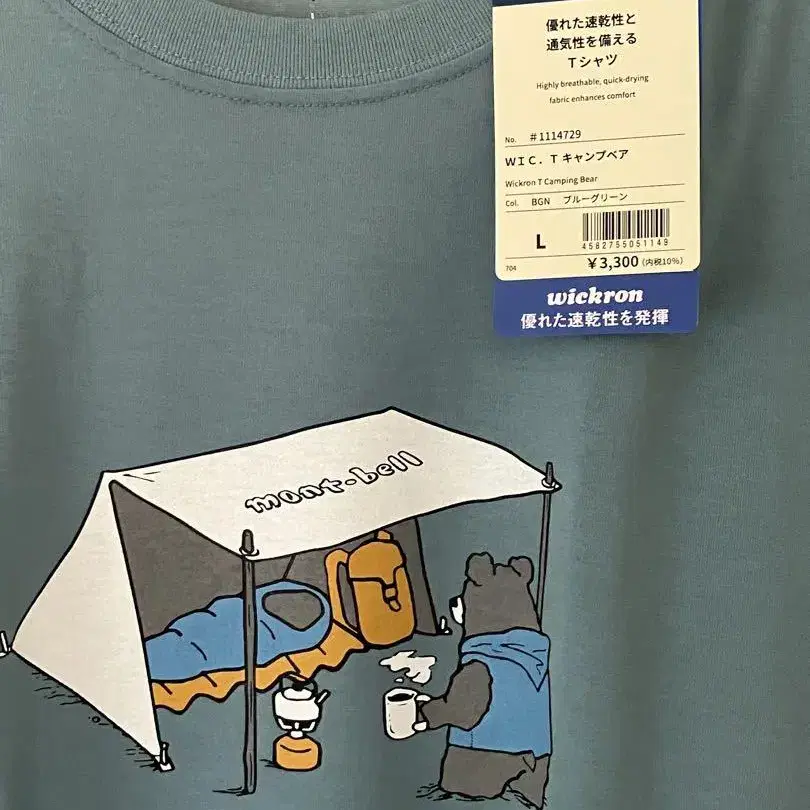 優れた速乾性と
通気性を備える
Tシャツ
Highly breathable, quick-drying
fabric enhances comfort
No. #1114729
WIC. T キャンプベア
Wickron T Camping Bear
Col. BGN ブルーグリーン
L
4582755051149
704 ¥3,300 (内税10%)
wickron
優れた速乾性を発揮
mont-bell